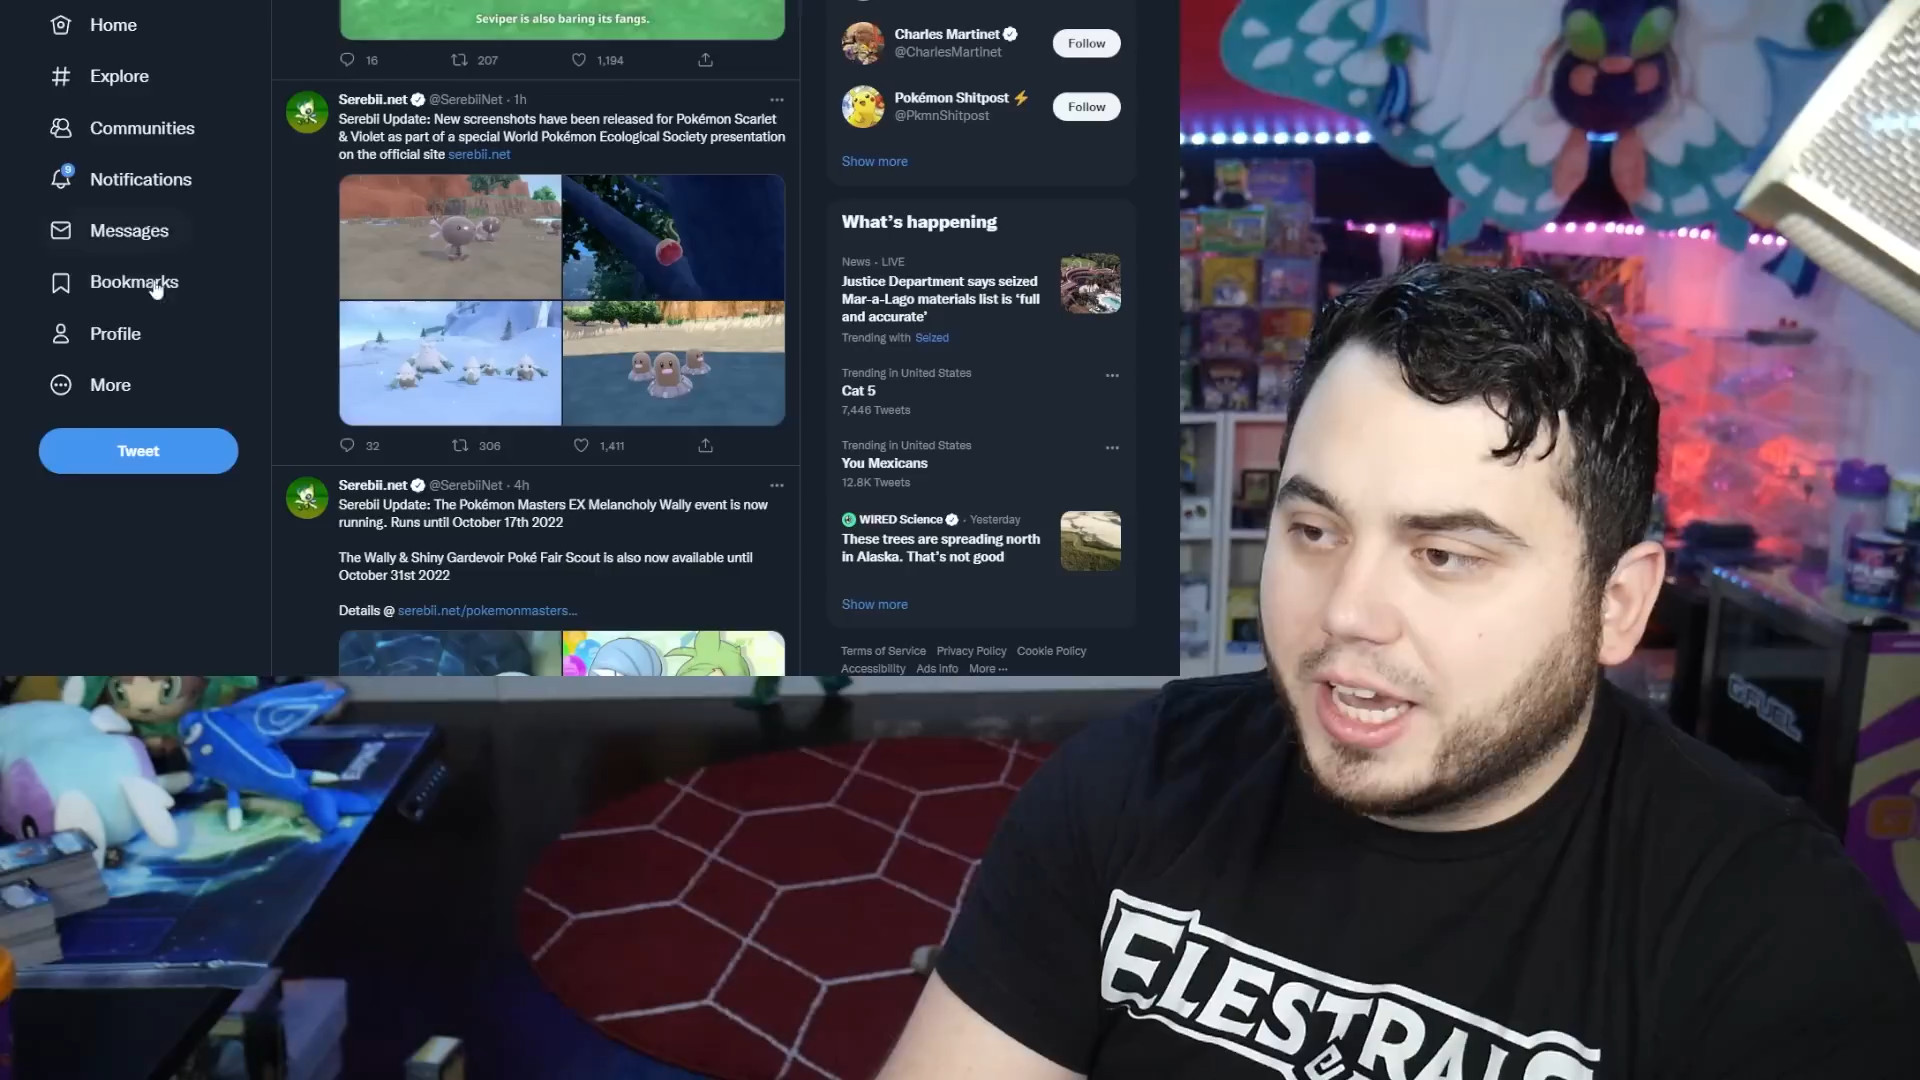 Home
Explore
Communities
9
Notifications
Messages
Bookmarks
Profile
More
Tweet
Seviper is also baring its fangs.
16 207 1,194
Serebii.net @SerebiiNet · 1h
Serebii Update: New screenshots have been released for Pokémon Scarlet
& Violet as part of a special World Pokémon Ecological Society presentation
on the official site serebii.net
32 306 1,411
Serebii.net @SerebiiNet · 4h
Serebii Update: The Pokémon Masters EX Melancholy Wally event is now
running. Runs until October 17th 2022
The Wally & Shiny Gardevoir Poké Fair Scout is also now available until
October 31st 2022
Details @ serebii.net/pokemonmasters...
Charles Martinet
@CharlesMartinet
Follow
Pokémon Shitpost ⚡
@PkmnShitpost
Follow
Show more
What's happening
News · LIVE
Justice Department says seized
Mar-a-Lago materials list is 'full
and accurate'
Trending with Seized
Trending in United States
Cat 5
7,446 Tweets
Trending in United States
You Mexicans
12.8K Tweets
WIRED Science · Yesterday
These trees are spreading north
in Alaska. That's not good
Show more
Terms of Service Privacy Policy Cookie Policy
Accessibility Ads info More ...
GFUEL
ELESTRALS